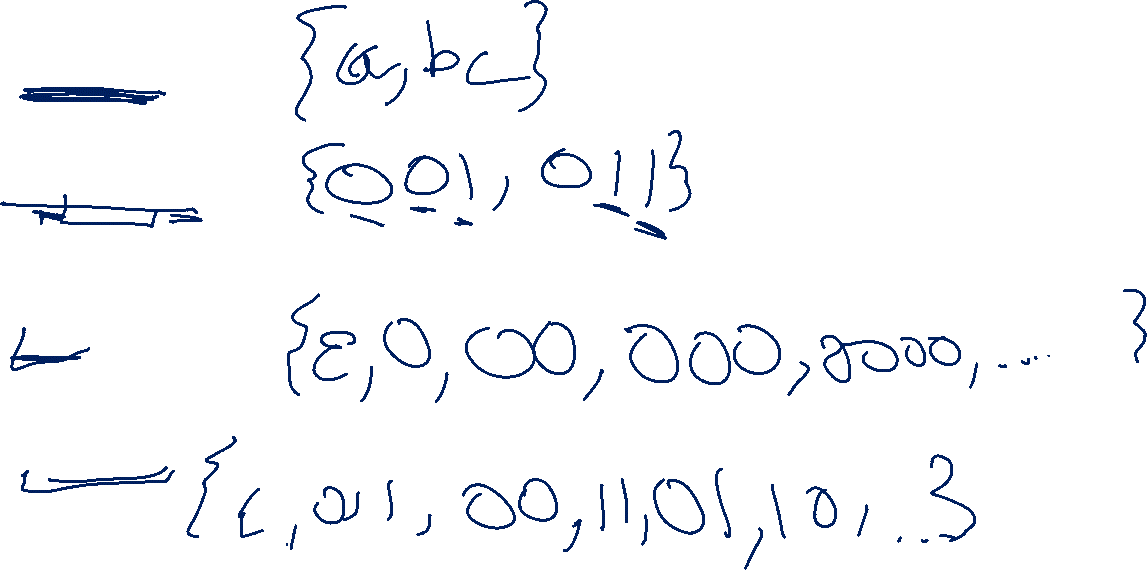 {a, bc}
{001, 011}
{ε, 0, 00, 000, 0000, ... }
{ε, 0, 1, 00, 11, 01, 10, ...}